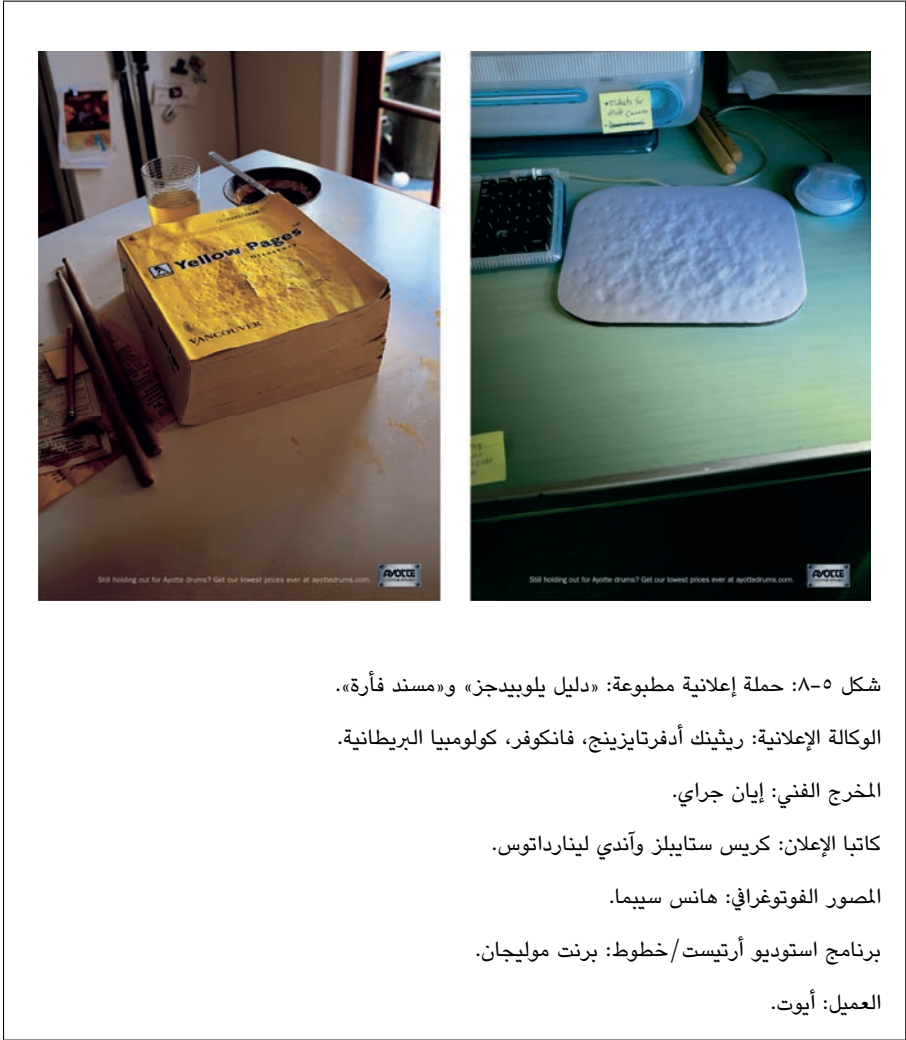 Yellow Pages™
Directory
VANCOUVER
Still holding out for Ayotte drums? Get our lowest prices ever at ayottedrums.com.
AYOTTE
Still holding out for Ayotte drums? Get our lowest prices ever at ayottedrums.com.
AYOTTE
شكل ٥-٨: حملة إعلانية مطبوعة: «دليل يلوبيدجز» و«مسند فأرة».
الوكالة الإعلانية: ريثينك أدفرتايزينج، فانكوفر، كولومبيا البريطانية.
المخرج الفني: إيان جراي.
كاتبا الإعلان: كريس ستايبلز وآندي لينارداتوس.
المصور الفوتوغرافي: هانس سيبما.
برنامج استوديو أرتيست/خطوط: برنت موليجان.
العميل: أيوت.